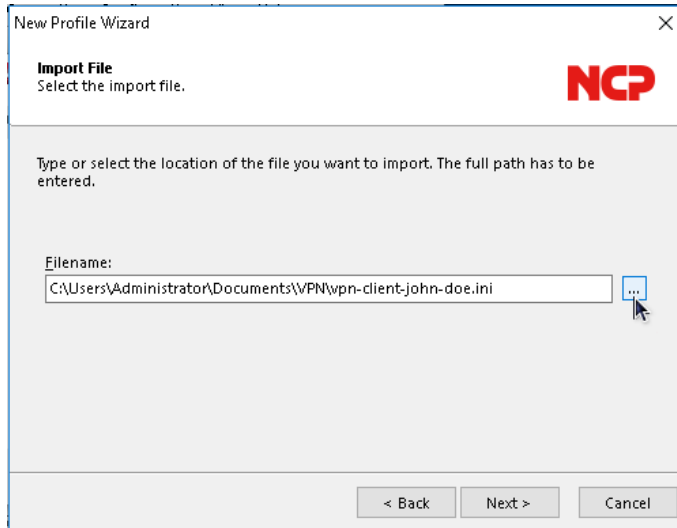 New Profile Wizard
Import File
Select the import file.
NCP
Type or select the location of the file you want to import. The full path has to be
entered.
Filename:
C:\Users\Administrator\Documents\VPN\vpn-client-john-doe.ini
...
< Back
Next >
Cancel